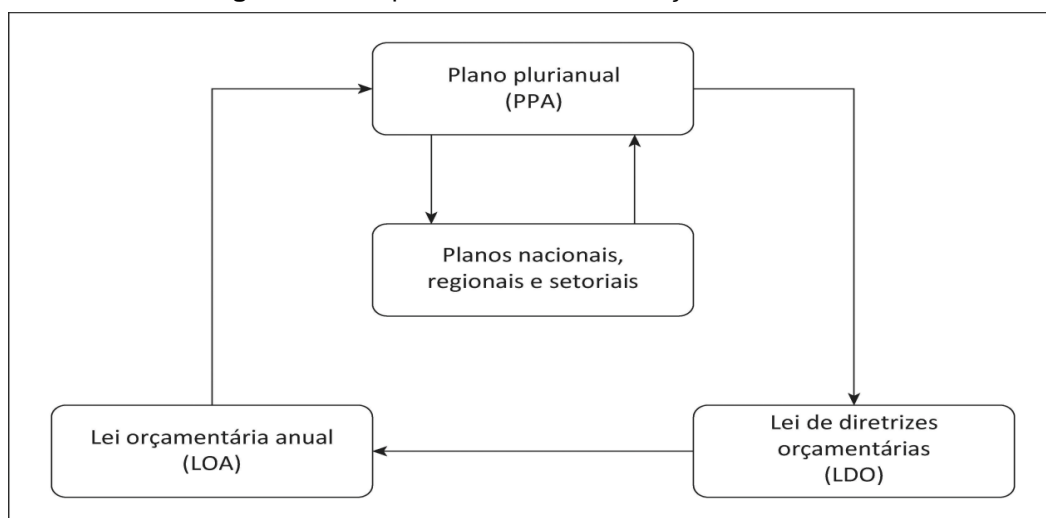 Plano plurianual
(PPA)
Planos nacionais,
regionais e setoriais
Lei orçamentária anual
(LOA)
Lei de diretrizes
orçamentárias
(LDO)